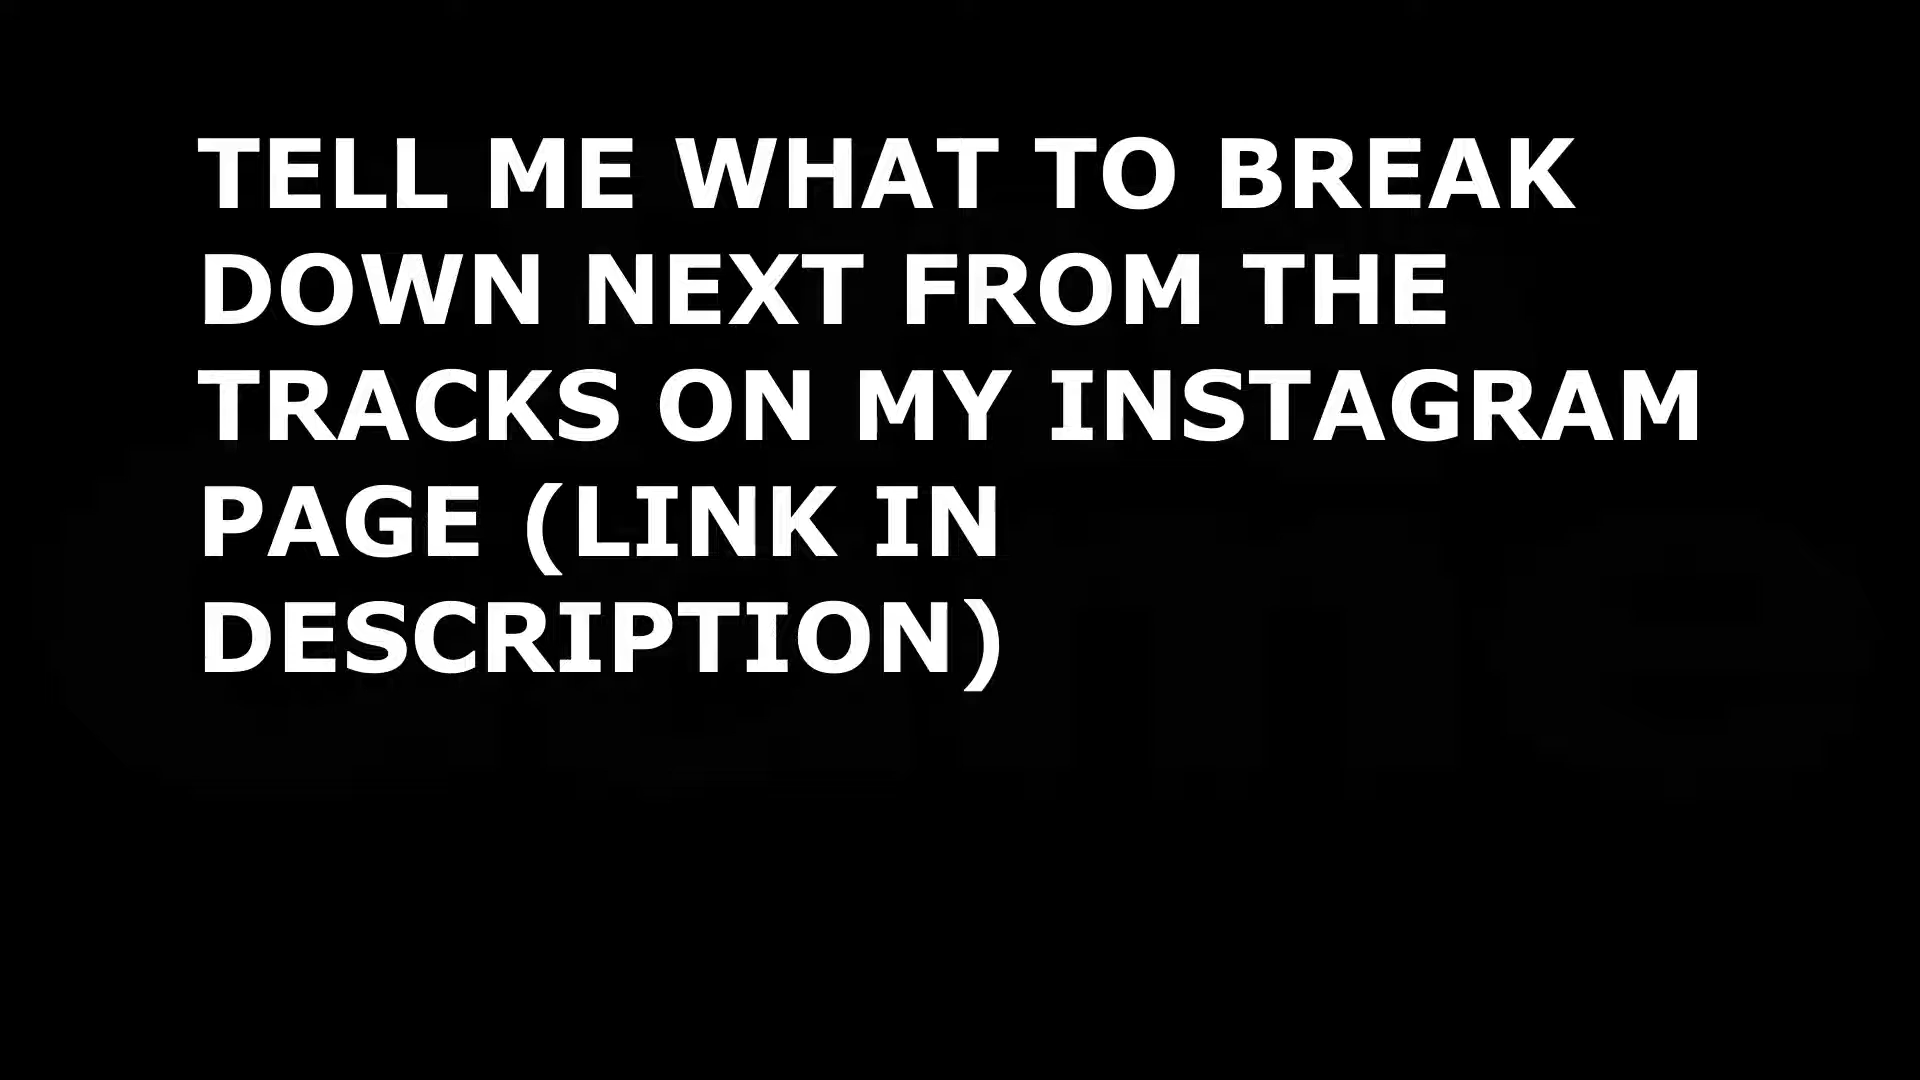 TELL ME WHAT TO BREAK
DOWN NEXT FROM THE
TRACKS ON MY INSTAGRAM
PAGE (LINK IN
DESCRIPTION)